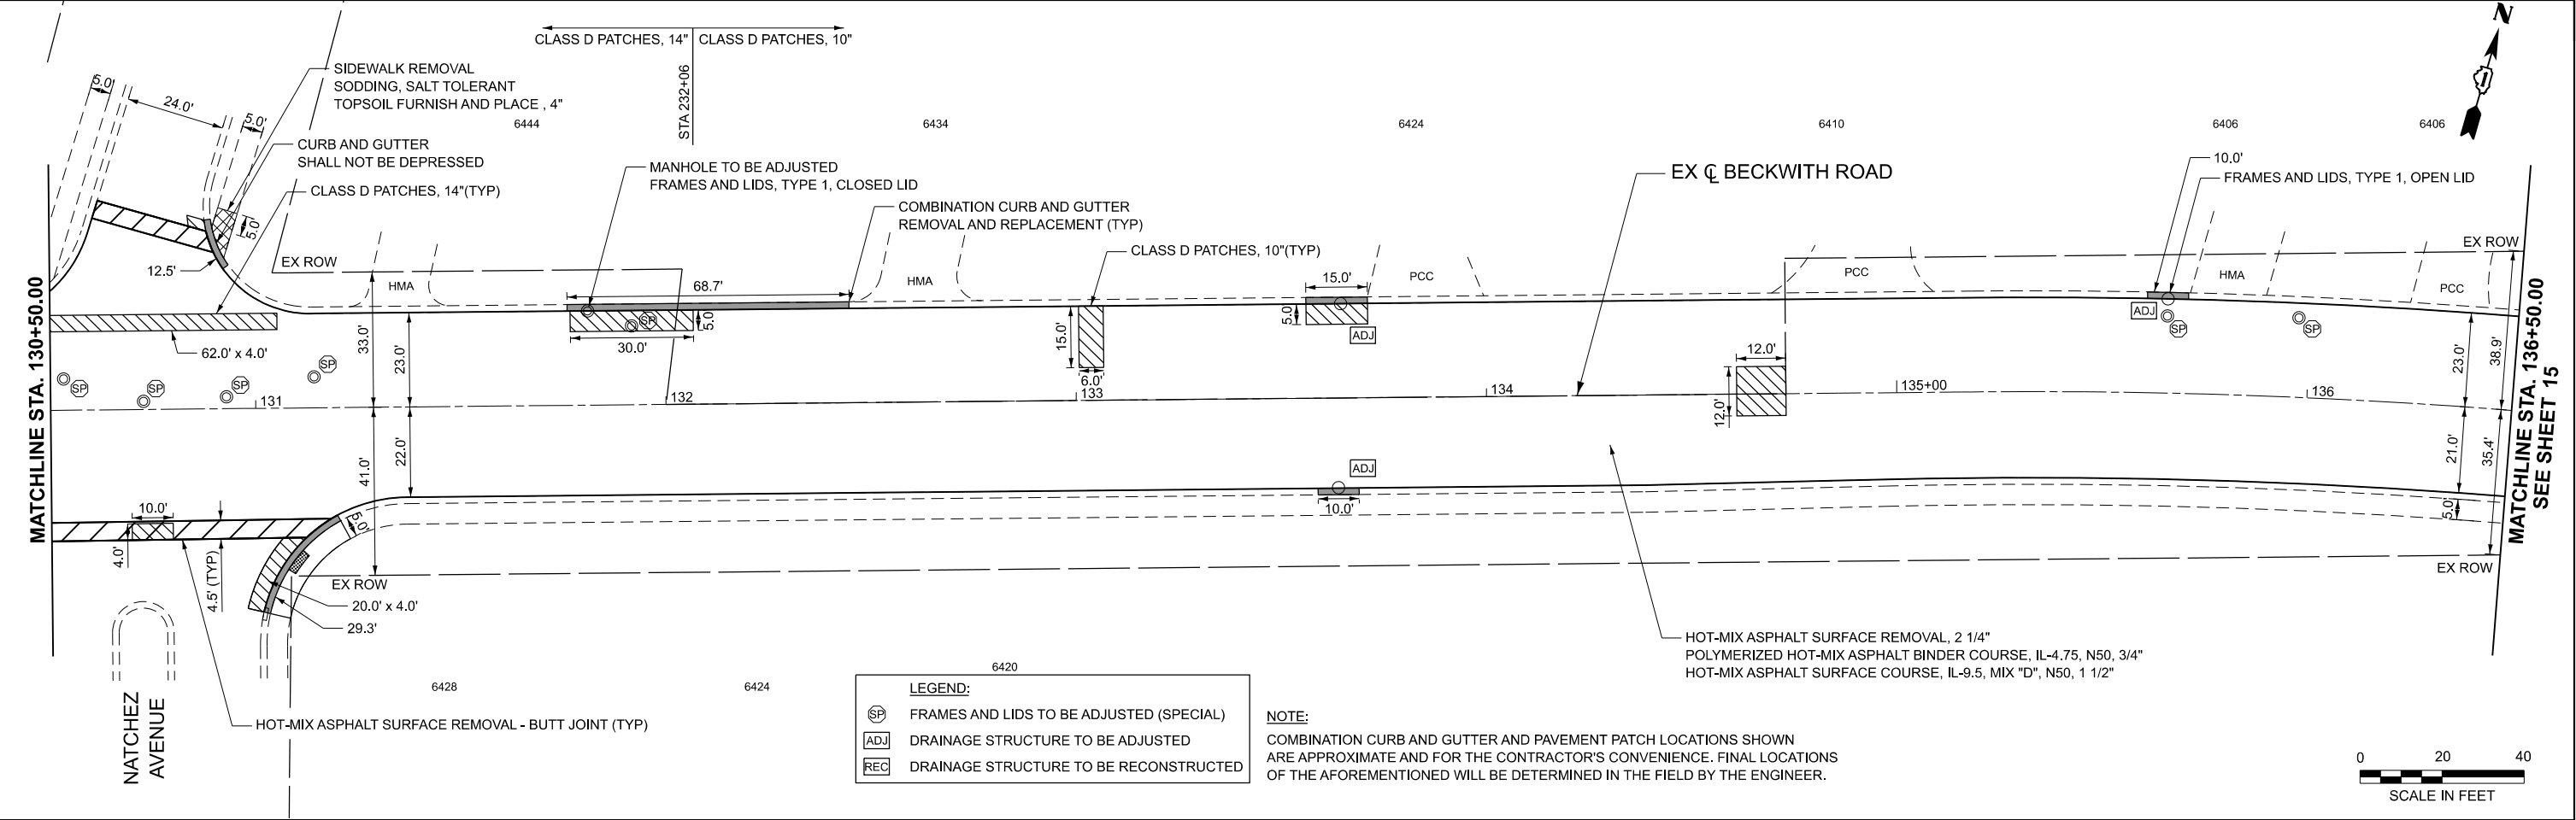 CLASS D PATCHES, 14" CLASS D PATCHES, 10"
STA 232+06
N
1
SIDEWALK REMOVAL
SODDING, SALT TOLERANT
TOPSOIL FURNISH AND PLACE , 4"
5.0'
24.0'
5.0'
6444
6434
6424
6410
6406
6406
CURB AND GUTTER
SHALL NOT BE DEPRESSED
CLASS D PATCHES, 14"(TYP)
MANHOLE TO BE ADJUSTED
FRAMES AND LIDS, TYPE 1, CLOSED LID
COMBINATION CURB AND GUTTER
REMOVAL AND REPLACEMENT (TYP)
CLASS D PATCHES, 10"(TYP)
EX ℄ BECKWITH ROAD
10.0'
FRAMES AND LIDS, TYPE 1, OPEN LID
5.0'
12.5'
EX ROW
HMA
68.7'
HMA
15.0'
PCC
PCC
HMA
PCC
EX ROW
MATCHLINE STA. 130+50.00
62.0' x 4.0'
33.0'
23.0'
SP
5.0'
30.0'
15.0'
6.0'
5.0'
ADJ
12.0'
12.0'
ADJ
SP
SP
23.0'
38.9'
SP
SP
SP
SP
131
132
133
134
135+00
136
MATCHLINE STA. 136+50.00
SEE SHEET 15
41.0'
22.0'
ADJ
10.0'
21.0'
35.4'
5.0'
10.0'
4.0'
4.5' (TYP)
5.0'
EX ROW
20.0' x 4.0'
29.3'
EX ROW
NATCHEZ
AVENUE
6428
6424
6420
HOT-MIX ASPHALT SURFACE REMOVAL - BUTT JOINT (TYP)
HOT-MIX ASPHALT SURFACE REMOVAL, 2 1/4"
POLYMERIZED HOT-MIX ASPHALT BINDER COURSE, IL-4.75, N50, 3/4"
HOT-MIX ASPHALT SURFACE COURSE, IL-9.5, MIX "D", N50, 1 1/2"
LEGEND:
SP FRAMES AND LIDS TO BE ADJUSTED (SPECIAL)
ADJ DRAINAGE STRUCTURE TO BE ADJUSTED
REC DRAINAGE STRUCTURE TO BE RECONSTRUCTED
NOTE:
COMBINATION CURB AND GUTTER AND PAVEMENT PATCH LOCATIONS SHOWN
ARE APPROXIMATE AND FOR THE CONTRACTOR'S CONVENIENCE. FINAL LOCATIONS
OF THE AFOREMENTIONED WILL BE DETERMINED IN THE FIELD BY THE ENGINEER.
0 20 40
SCALE IN FEET